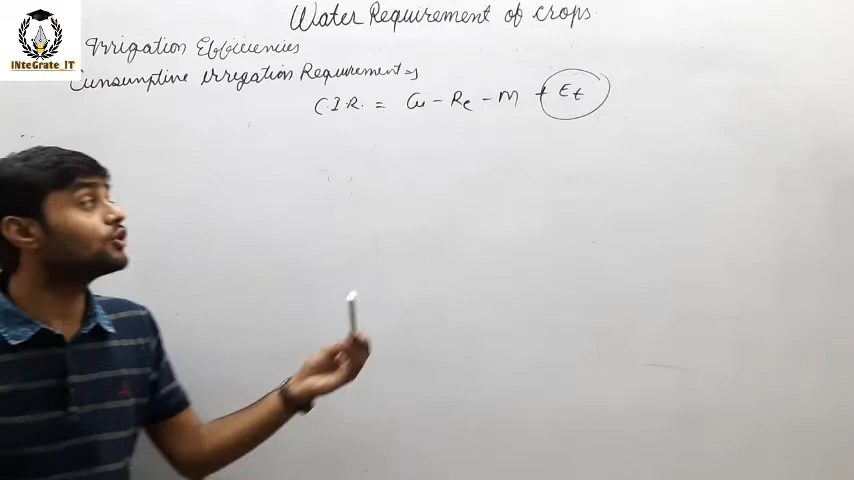 Water Requirement of crops.
INteGrate_IT
Irrigation Efficiencies
Cunsumptive irrigation Requirement =>
C.I.R. = Cu - Re - M + Et